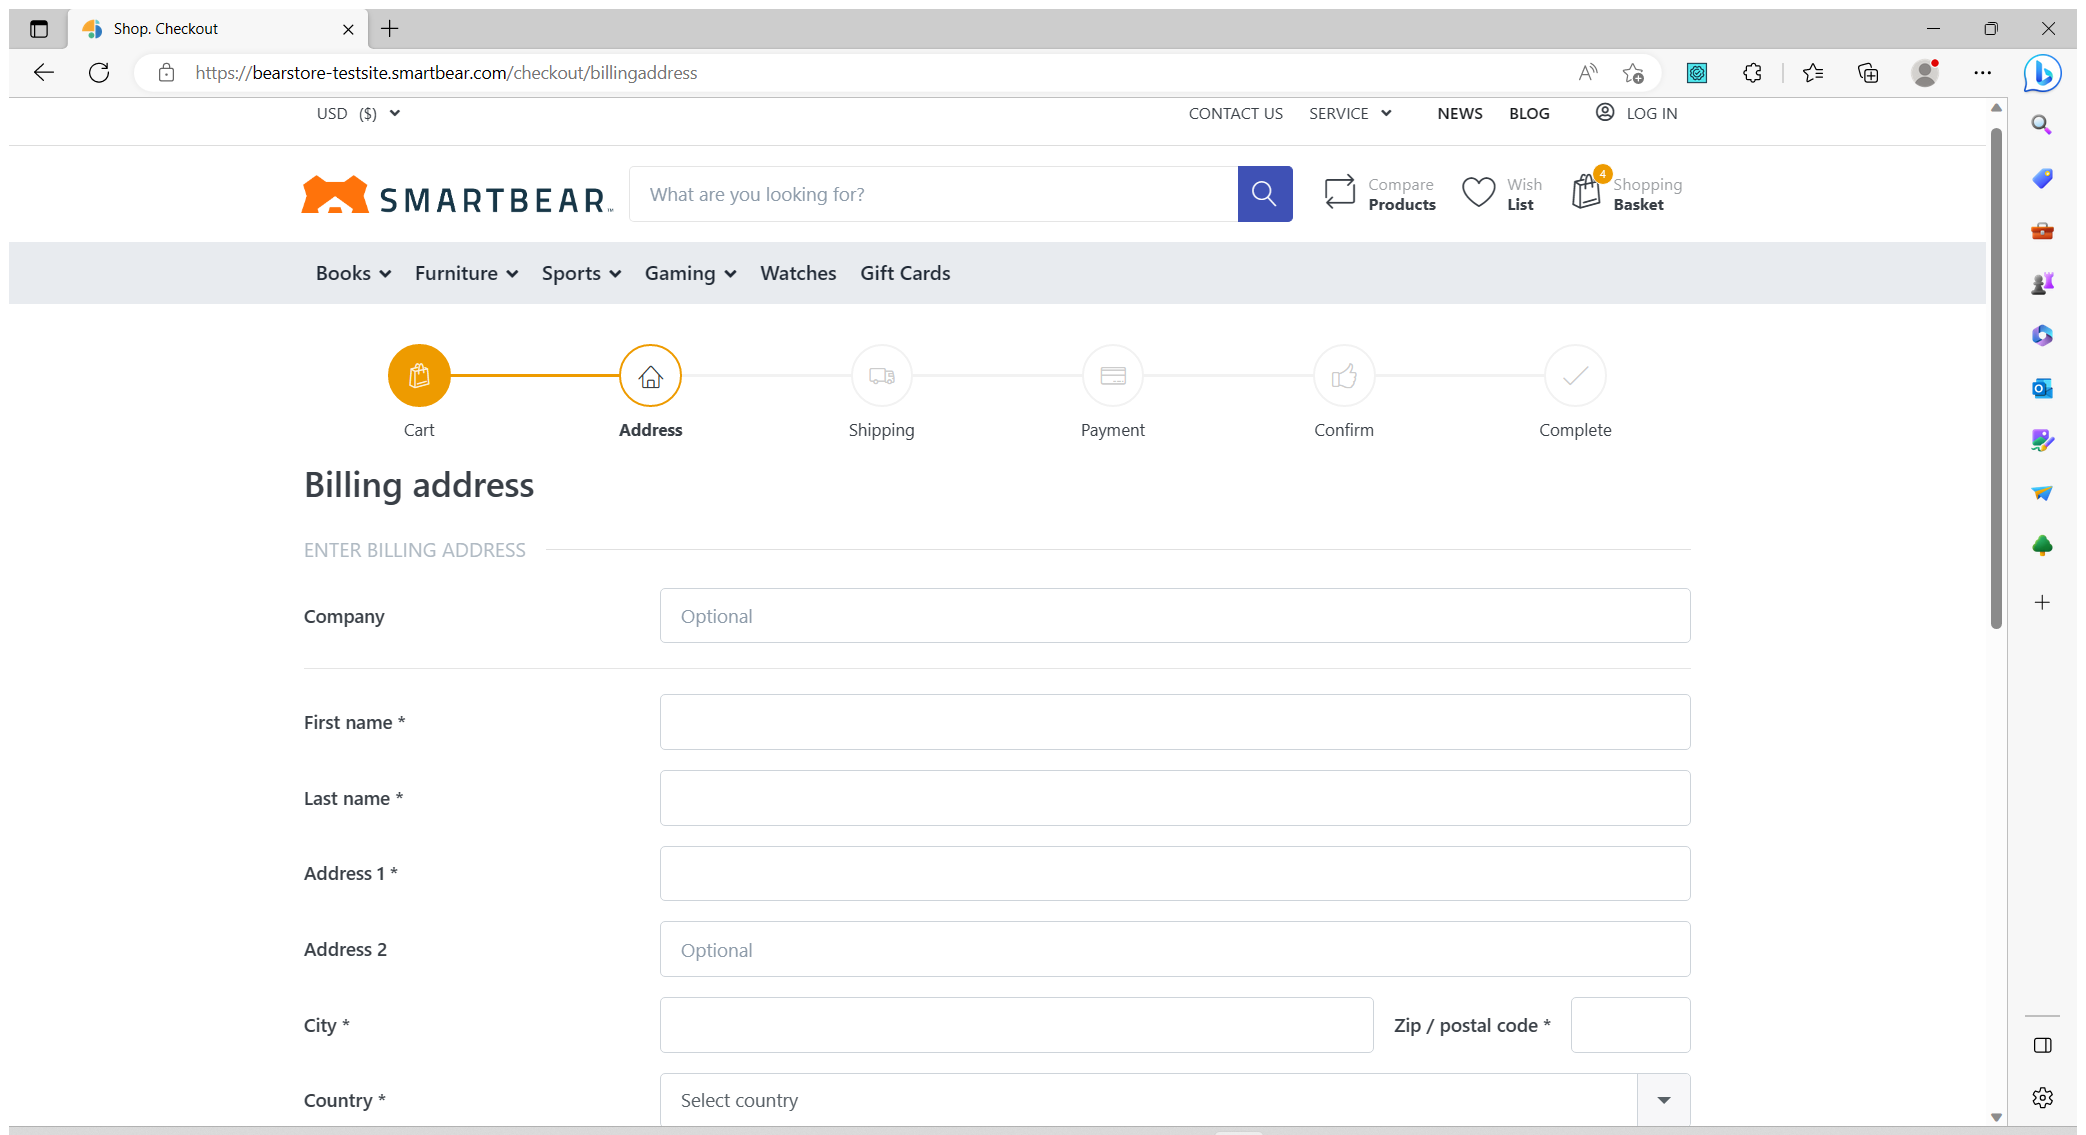 Shop. Checkout
https://bearstore-testsite.smartbear.com/checkout/billingaddress
USD ($) CONTACT US SERVICE NEWS BLOG LOG IN
SMARTBEAR™ What are you looking for? Compare Products Wish List 4 Shopping Basket
Books Furniture Sports Gaming Watches Gift Cards
Cart Address Shipping Payment Confirm Complete
Billing address
ENTER BILLING ADDRESS
Company Optional
First name *
Last name *
Address 1 *
Address 2 Optional
City * Zip / postal code *
Country * Select country